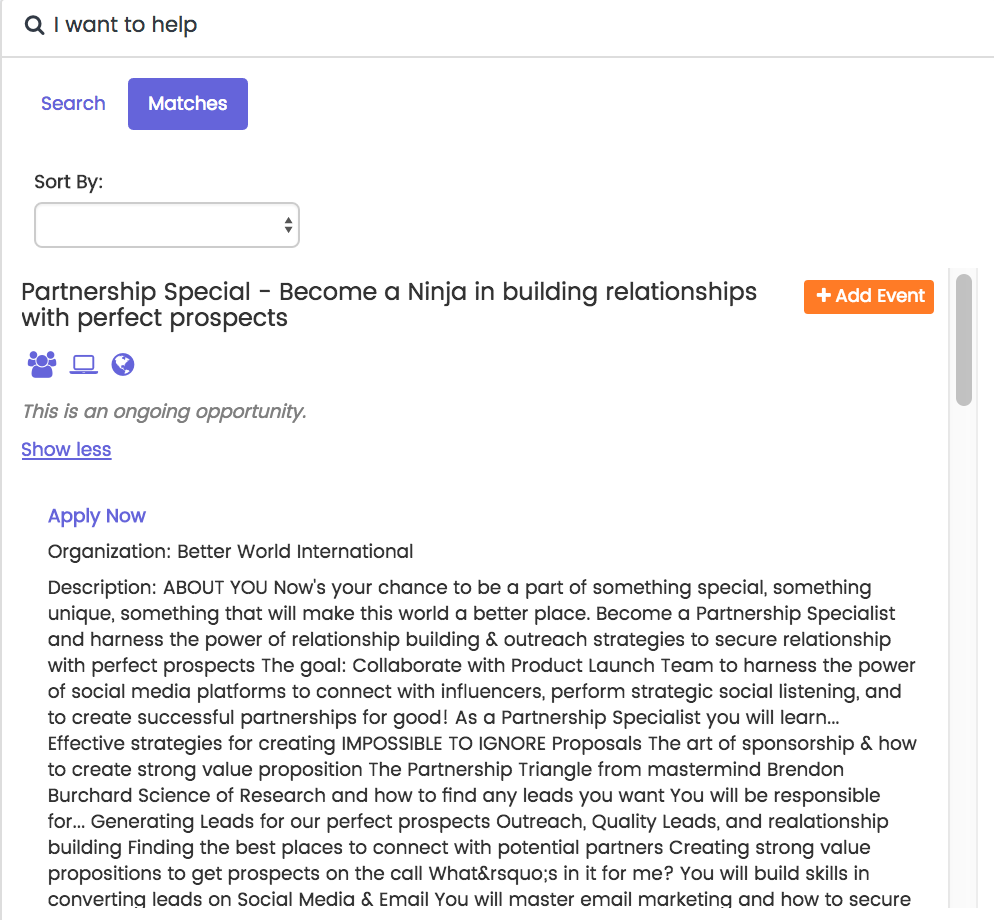 I want to help
Search Matches
Sort By:
Partnership Special - Become a Ninja in building relationships
with perfect prospects
+ Add Event
This is an ongoing opportunity.
Show less
Apply Now
Organization: Better World International
Description: ABOUT YOU Now's your chance to be a part of something special, something
unique, something that will make this world a better place. Become a Partnership Specialist
and harness the power of relationship building & outreach strategies to secure relationship
with perfect prospects The goal: Collaborate with Product Launch Team to harness the power
of social media platforms to connect with influencers, perform strategic social listening, and
to create successful partnerships for good! As a Partnership Specialist you will learn...
Effective strategies for creating IMPOSSIBLE TO IGNORE Proposals The art of sponsorship & how
to create strong value proposition The Partnership Triangle from mastermind Brendon
Burchard Science of Research and how to find any leads you want You will be responsible
for... Generating Leads for our perfect prospects Outreach, Quality Leads, and realationship
building Finding the best places to connect with potential partners Creating strong value
propositions to get prospects on the call What&rsquo;s in it for me? You will build skills in
converting leads on Social Media & Email You will master email marketing and how to secure